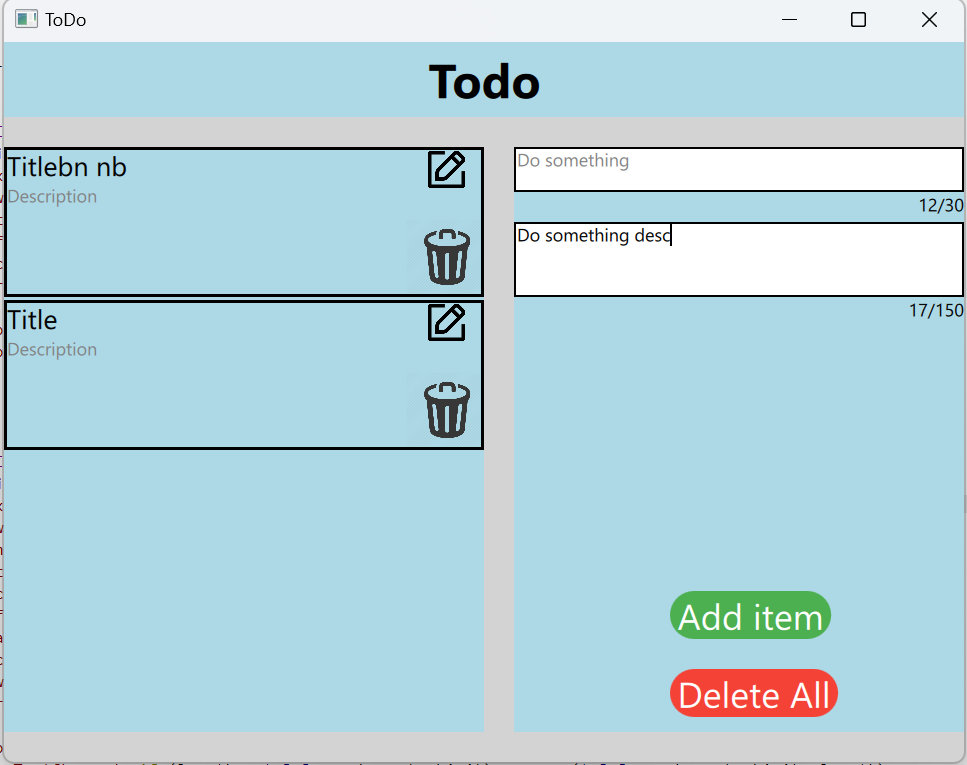 ToDo
Todo
Titlebn nb
Description
Title
Description
Do something
12/30
Do something desc
17/150
Add item
Delete All